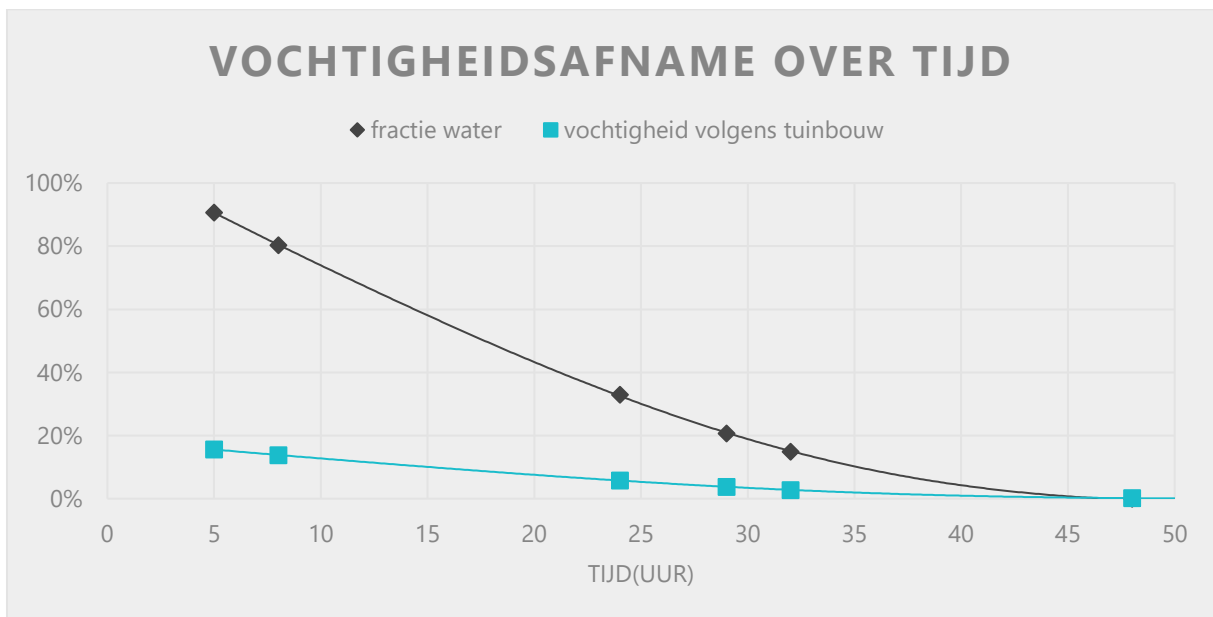 VOCHTIGHEIDSAFNAME OVER TIJD
fractie water vochtigheid volgens tuinbouw
100%
80%
60%
40%
20%
0%
0 5 10 15 20 25 30 35 40 45 50
TIJD(UUR)